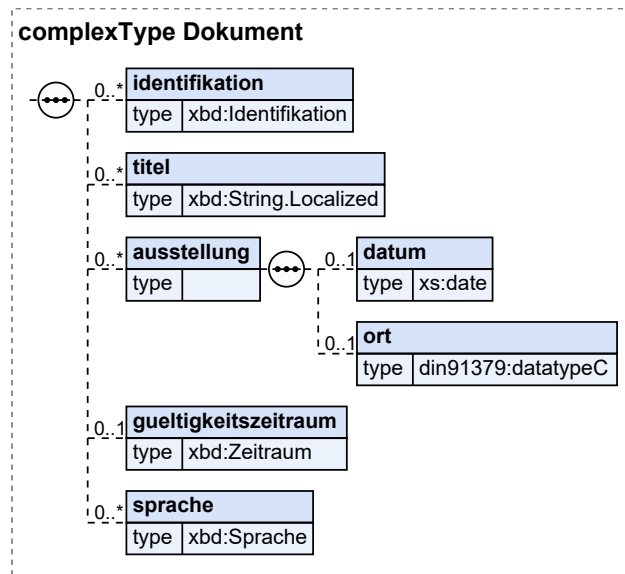 complexType Dokument
0..* identifikation
type xbd:Identifikation
0..* titel
type xbd:String.Localized
0..* ausstellung
type
0..1 datum
type xs:date
0..1 ort
type din91379:datatypeC
0..1 gueltigkeitszeitraum
type xbd:Zeitraum
0..* sprache
type xbd:Sprache